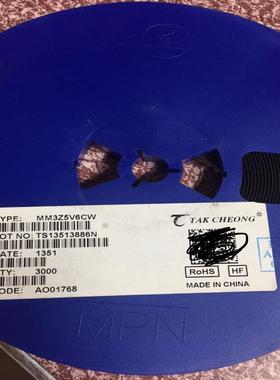 YPE: MM3Z5V6CW
OT NO: TS13513886N
ATE: 1351
TY: 3000
ODE: AO01768
TAK CHEONG
RoHS HF
MADE IN CHINA
MPN